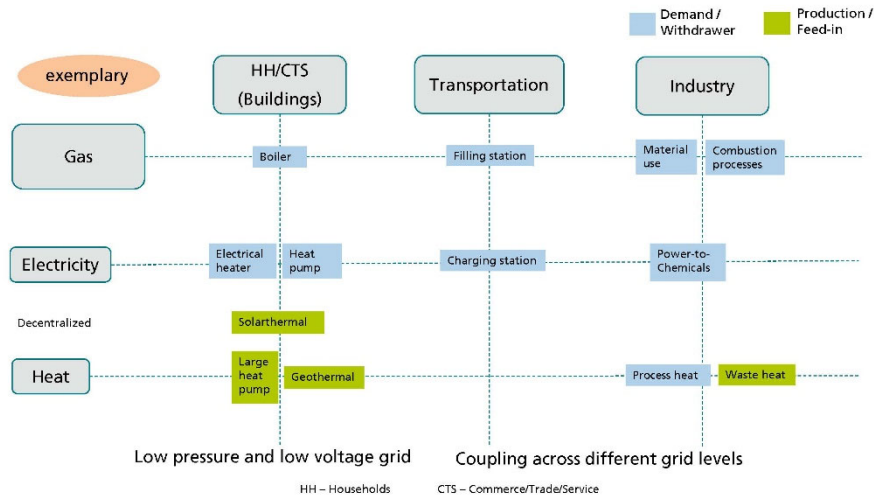 Demand /
Withdrawer
Production /
Feed-in
exemplary
HH/CTS
(Buildings)
Transportation
Industry
Gas
Boiler
Filling station
Material
use
Combustion
processes
Electricity
Electrical
heater
Heat
pump
Charging station
Power-to-
Chemicals
Decentralized
Solarthermal
Heat
Large
heat
pump
Geothermal
Process heat
Waste heat
Low pressure and low voltage grid
Coupling across different grid levels
HH – Households
CTS – Commerce/Trade/Service